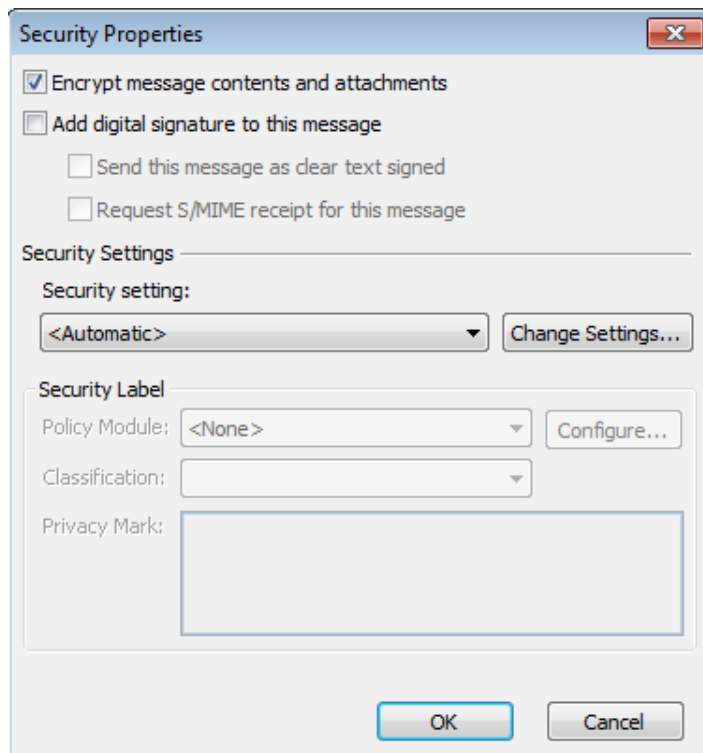 Security Properties
Encrypt message contents and attachments
Add digital signature to this message
Send this message as clear text signed
Request S/MIME receipt for this message
Security Settings
Security setting:
<Automatic> Change Settings...
Security Label
Policy Module: <None> Configure...
Classification:
Privacy Mark:
OK Cancel